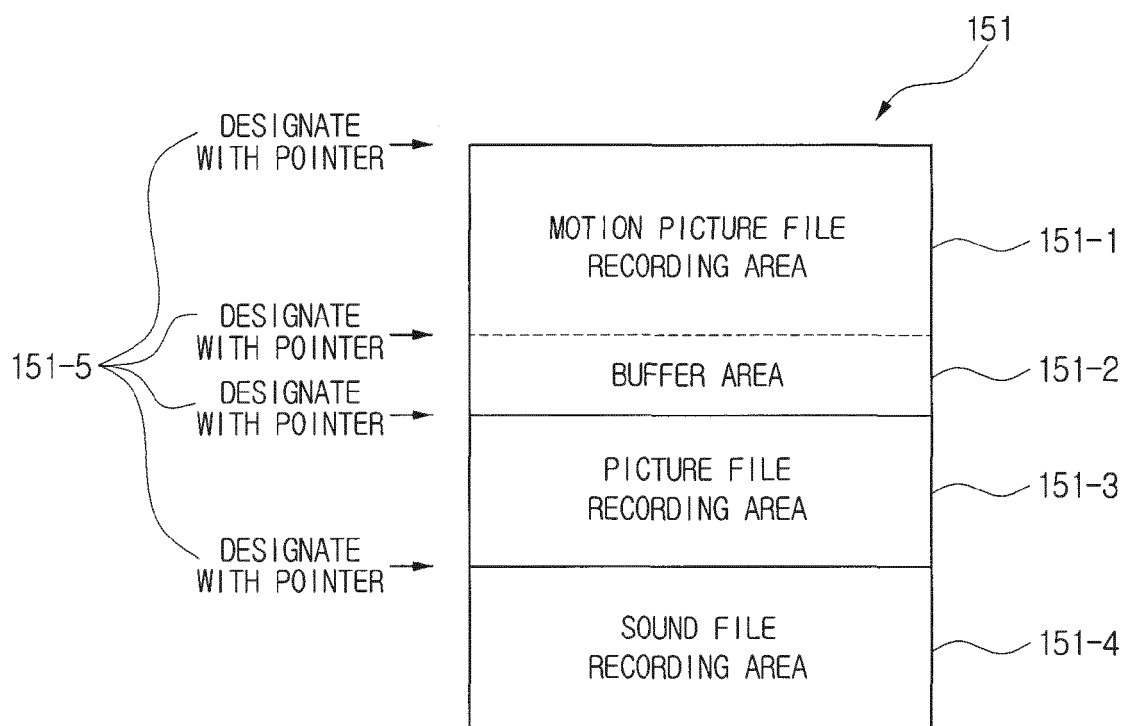 151
DESIGNATE
WITH POINTER
MOTION PICTURE FILE
RECORDING AREA
151-1
DESIGNATE
WITH POINTER
151-5
BUFFER AREA
151-2
DESIGNATE
WITH POINTER
PICTURE FILE
RECORDING AREA
151-3
DESIGNATE
WITH POINTER
SOUND FILE
RECORDING AREA
151-4